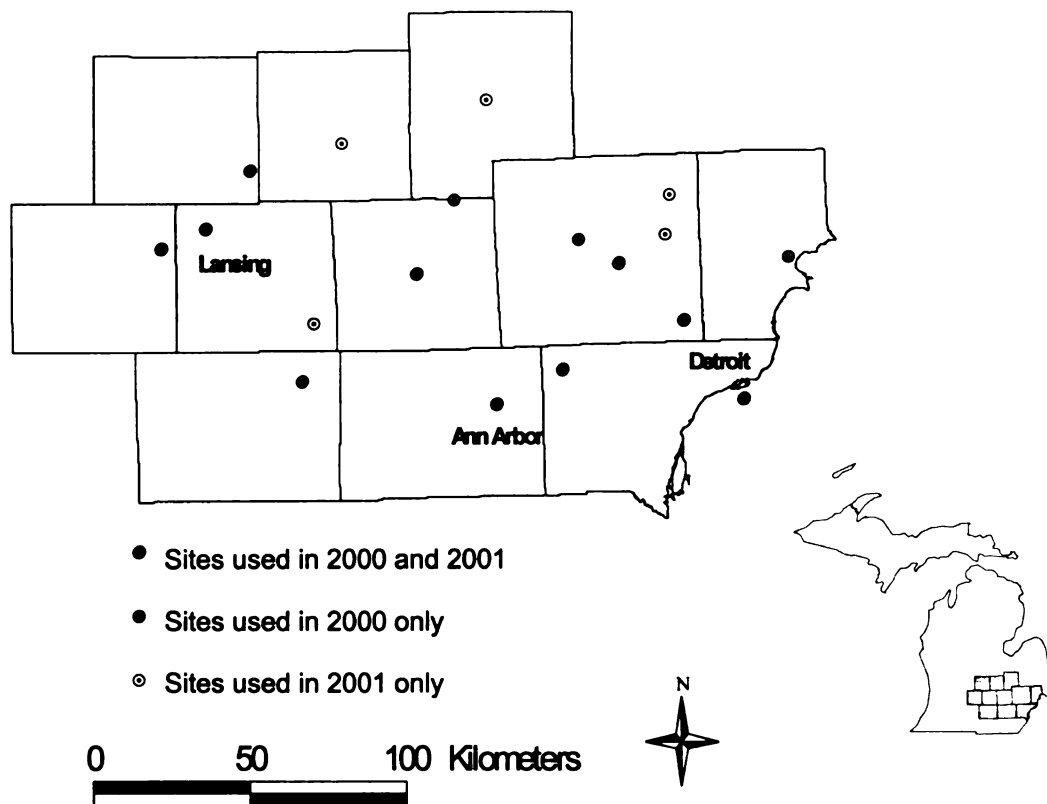 Lansing
Detroit
Ann Arbor
Sites used in 2000 and 2001
Sites used in 2000 only
Sites used in 2001 only
N
0 50 100 Kilometers